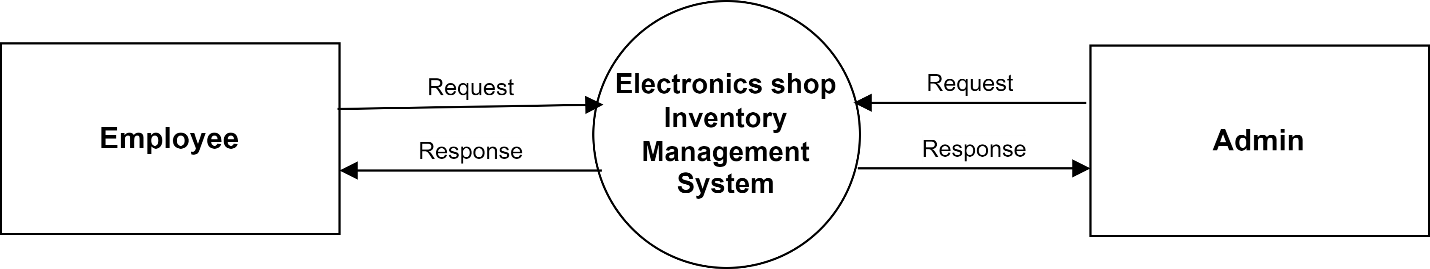 Employee
Request
Response
Electronics shop
Inventory
Management
System
Request
Response
Admin